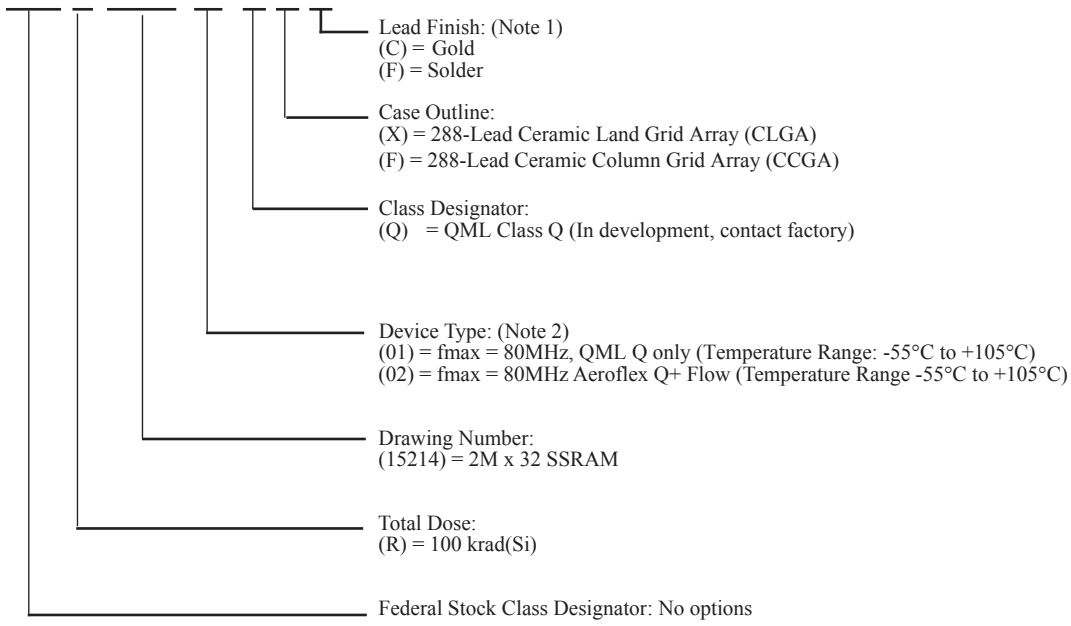 Lead Finish: (Note 1)
(C) = Gold
(F) = Solder
Case Outline:
(X) = 288-Lead Ceramic Land Grid Array (CLGA)
(F) = 288-Lead Ceramic Column Grid Array (CCGA)
Class Designator:
(Q) = QML Class Q (In development, contact factory)
Device Type: (Note 2)
(01) = fmax = 80MHz, QML Q only (Temperature Range: -55°C to +105°C)
(02) = fmax = 80MHz Aeroflex Q+ Flow (Temperature Range -55°C to +105°C)
Drawing Number:
(15214) = 2M x 32 SSRAM
Total Dose:
(R) = 100 krad(Si)
Federal Stock Class Designator: No options